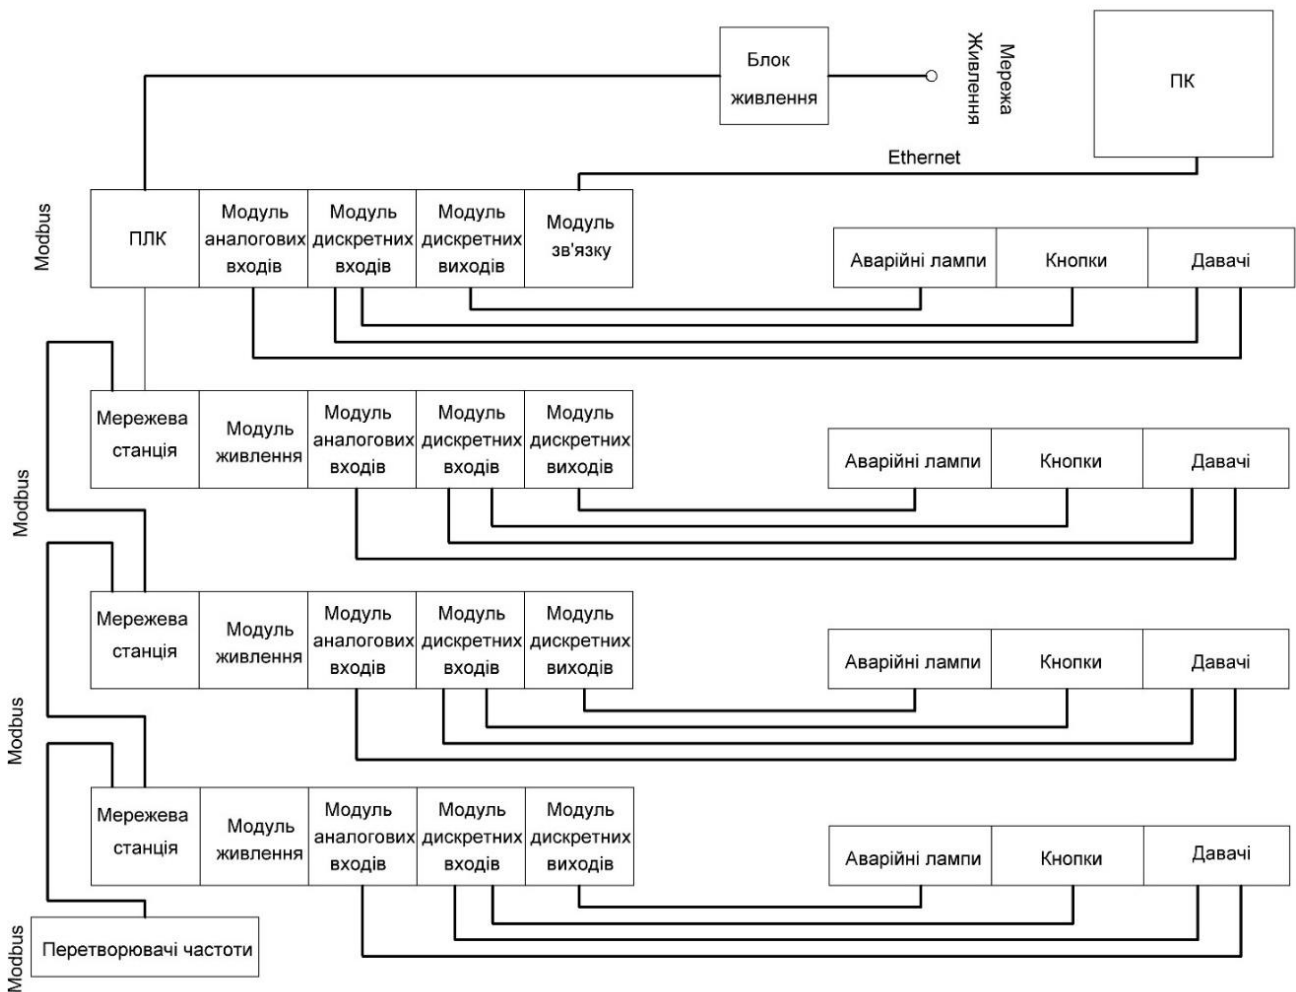 Блок
живлення
Мережа
Живлення
ПК
Ethernet
Modbus
ПЛК
Модуль
аналогових
входів
Модуль
дискретних
входів
Модуль
дискретних
виходів
Модуль
зв'язку
Аварійні лампи
Кнопки
Давачі
Modbus
Мережева
станція
Модуль
живлення
Модуль
аналогових
входів
Модуль
дискретних
входів
Модуль
дискретних
виходів
Аварійні лампи
Кнопки
Давачі
Modbus
Мережева
станція
Модуль
живлення
Модуль
аналогових
входів
Модуль
дискретних
входів
Модуль
дискретних
виходів
Аварійні лампи
Кнопки
Давачі
Мережева
станція
Модуль
живлення
Модуль
аналогових
входів
Модуль
дискретних
входів
Модуль
дискретних
виходів
Аварійні лампи
Кнопки
Давачі
Modbus
Перетворювачі частоти